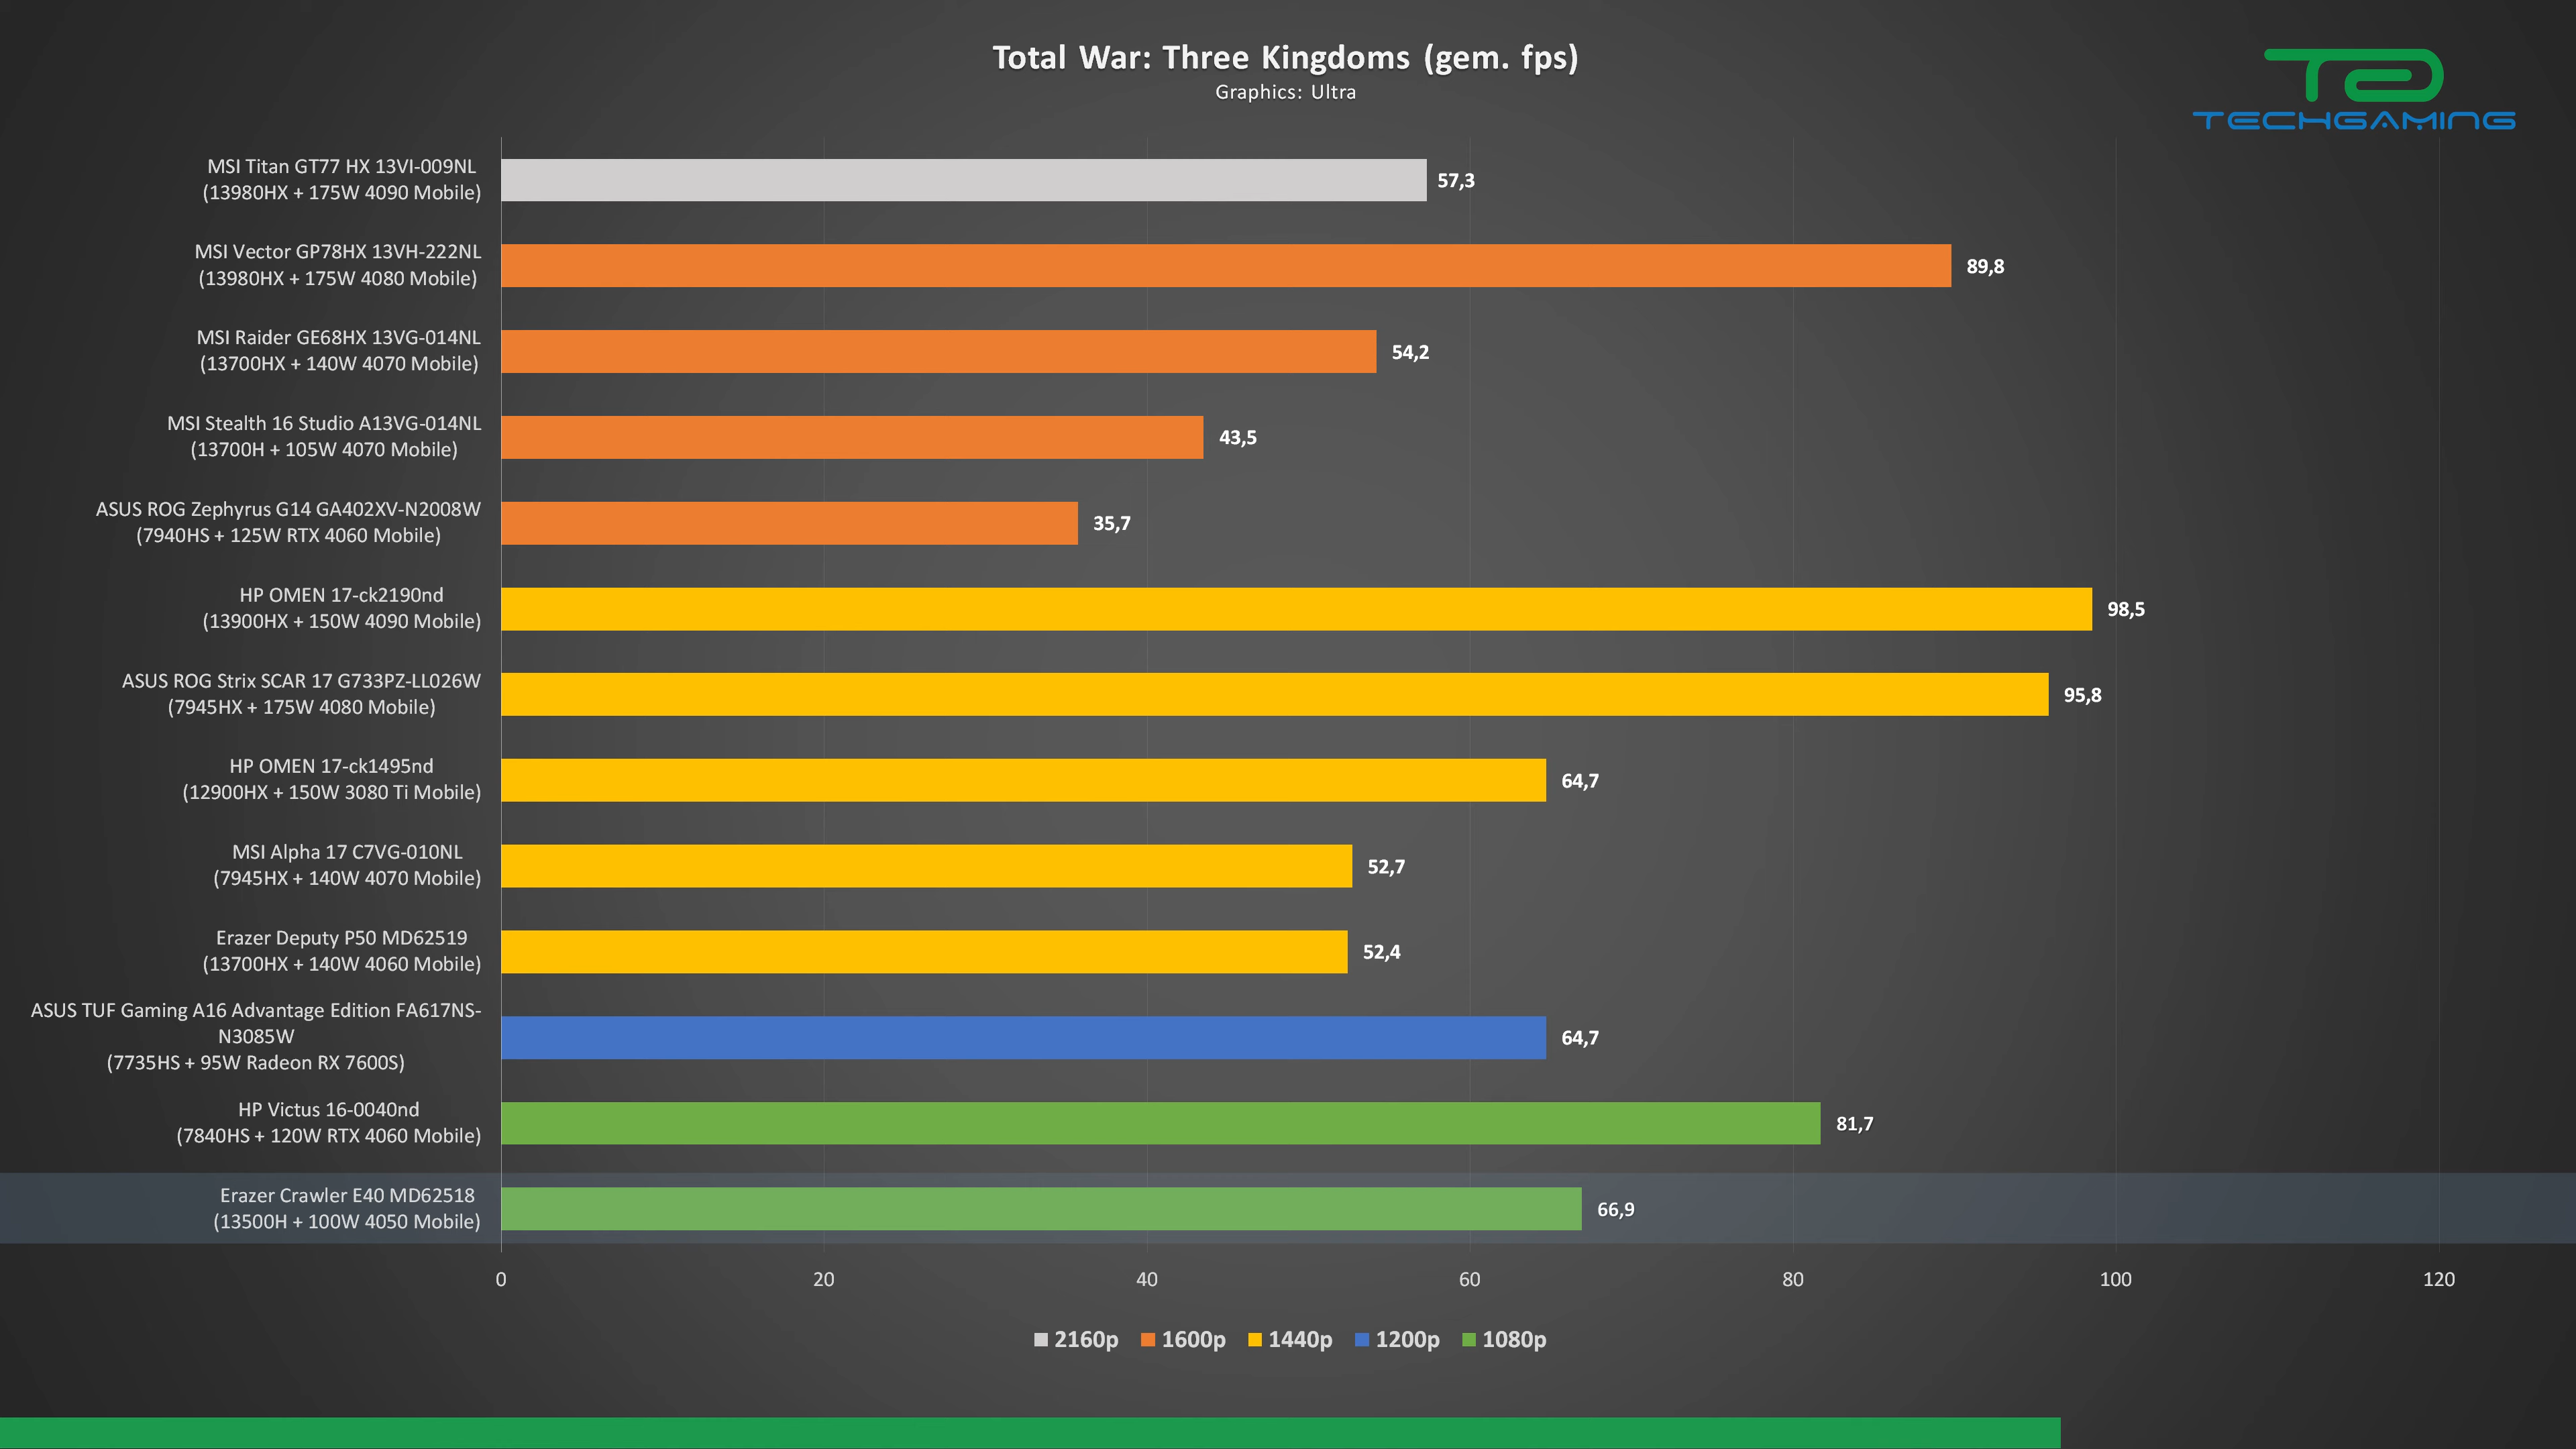 Total War: Three Kingdoms (gem. fps)
Graphics: Ultra
TECHGAMING
MSI Titan GT77 HX 13VI-009NL
(13980HX + 175W 4090 Mobile)
57,3
MSI Vector GP78HX 13VH-222NL
(13980HX + 175W 4080 Mobile)
89,8
MSI Raider GE68HX 13VG-014NL
(13700HX + 140W 4070 Mobile)
54,2
MSI Stealth 16 Studio A13VG-014NL
(13700H + 105W 4070 Mobile)
43,5
ASUS ROG Zephyrus G14 GA402XV-N2008W
(7940HS + 125W RTX 4060 Mobile)
35,7
HP OMEN 17-ck2190nd
(13900HX + 150W 4090 Mobile)
98,5
ASUS ROG Strix SCAR 17 G733PZ-LL026W
(7945HX + 175W 4080 Mobile)
95,8
HP OMEN 17-ck1495nd
(12900HX + 150W 3080 Ti Mobile)
64,7
MSI Alpha 17 C7VG-010NL
(7945HX + 140W 4070 Mobile)
52,7
Erazer Deputy P50 MD62519
(13700HX + 140W 4060 Mobile)
52,4
ASUS TUF Gaming A16 Advantage Edition FA617NS-
N3085W
(7735HS + 95W Radeon RX 7600S)
64,7
HP Victus 16-0040nd
(7840HS + 120W RTX 4060 Mobile)
81,7
Erazer Crawler E40 MD62518
(13500H + 100W 4050 Mobile)
66,9
0 20 40 60 80 100 120
2160p 1600p 1440p 1200p 1080p